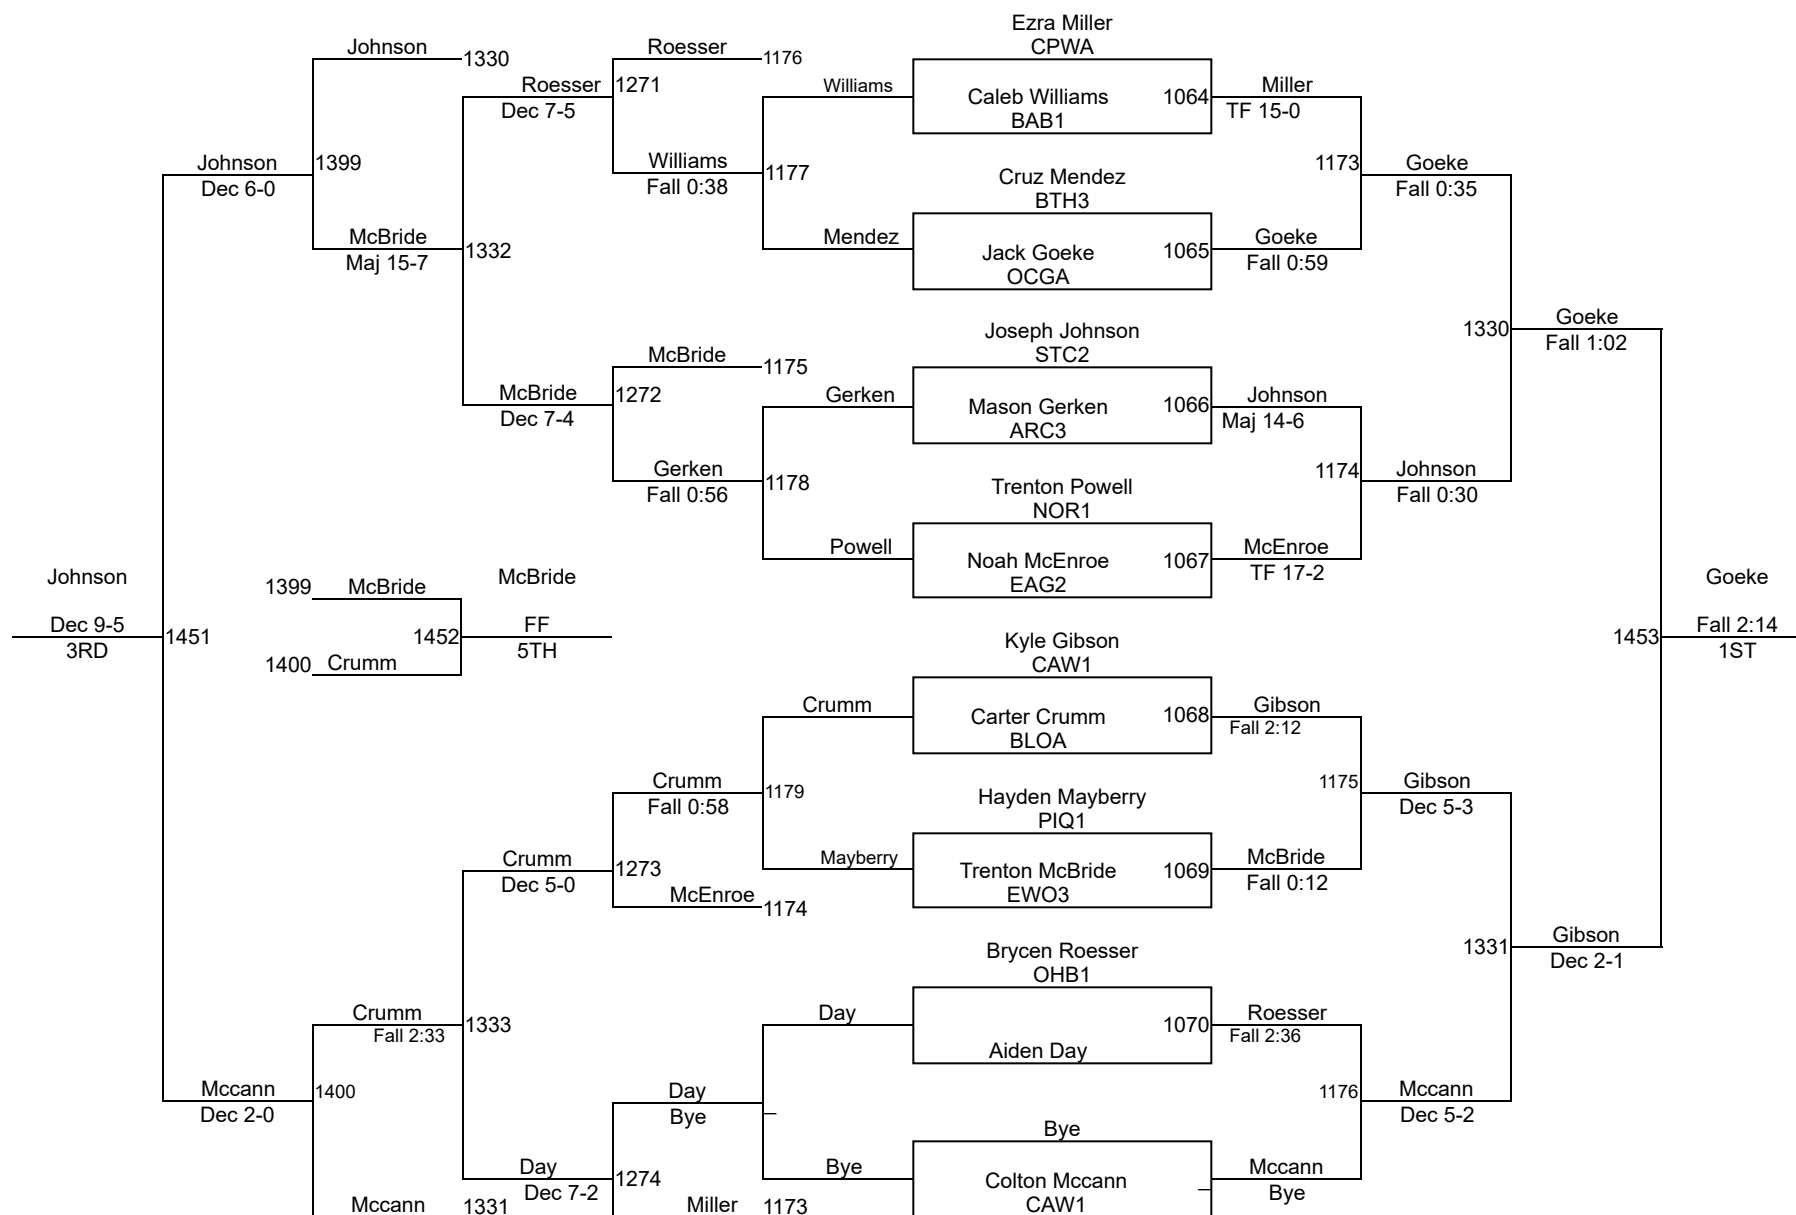 Ezra Miller
CPWA
Johnson
1330
Roesser
1176
Roesser
1271
Dec 7-5
Williams
Caleb Williams
BAB1
1064
Miller
TF 15-0
Johnson
1399
Dec 6-0
Williams
1177
Fall 0:38
Cruz Mendez
BTH3
1173
Goeke
Fall 0:35
McBride
1332
Maj 15-7
Mendez
Jack Goeke
OCGA
1065
Goeke
Fall 0:59
Joseph Johnson
STC2
1330
Goeke
Fall 1:02
McBride
1175
McBride
1272
Dec 7-4
Gerken
Mason Gerken
ARC3
1066
Johnson
Maj 14-6
Gerken
1178
Fall 0:56
Trenton Powell
NOR1
1174
Johnson
Fall 0:30
Powell
Noah McEnroe
EAG2
1067
McEnroe
TF 17-2
Johnson
Dec 9-5
3RD
1451
1399
McBride
1400
Crumm
1452
McBride
FF
5TH
Goeke
1453
Fall 2:14
1ST
Kyle Gibson
CAW1
Crumm
Carter Crumm
BLOA
1068
Gibson
Fall 2:12
Crumm
1179
Fall 0:58
Hayden Mayberry
PIQ1
1175
Gibson
Dec 5-3
Crumm
1273
Dec 5-0
Mayberry
Trenton McBride
EWO3
1069
McBride
Fall 0:12
McEnroe
1174
Brycen Roesser
OHB1
1331
Gibson
Dec 2-1
Crumm
1333
Fall 2:33
Day
1070
Aiden Day
Roesser
Fall 2:36
Mccann
1400
Dec 2-0
Day
Bye
_
Bye
1176
Mccann
Dec 5-2
Day
1274
Dec 7-2
Bye
Colton Mccann
CAW1
_
Mccann
Bye
Mccann
1331
Miller
1173